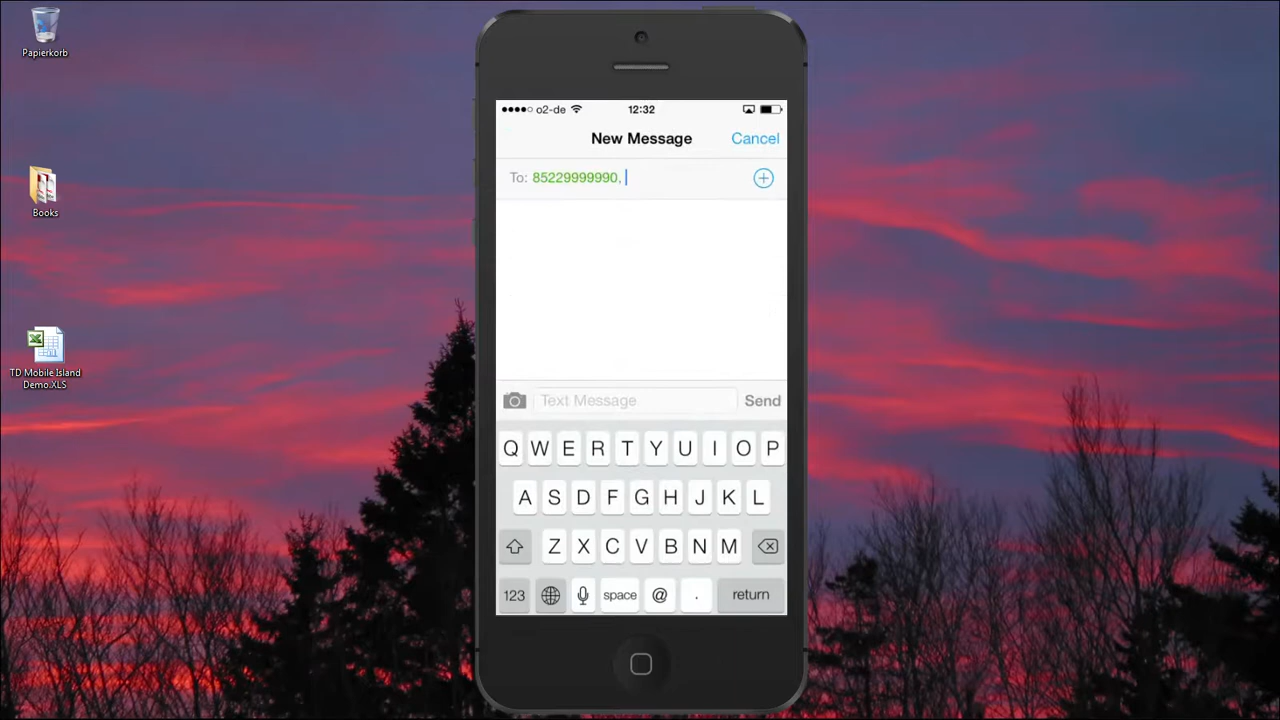 Papierkorb
Books
TD Mobile Island
Demo.XLS
o2-de 12:32
New Message Cancel
To: 85229999990,
Text Message Send
Q W E R T Y U I O P
A S D F G H J K L
Z X C V B N M
123 space @ . return